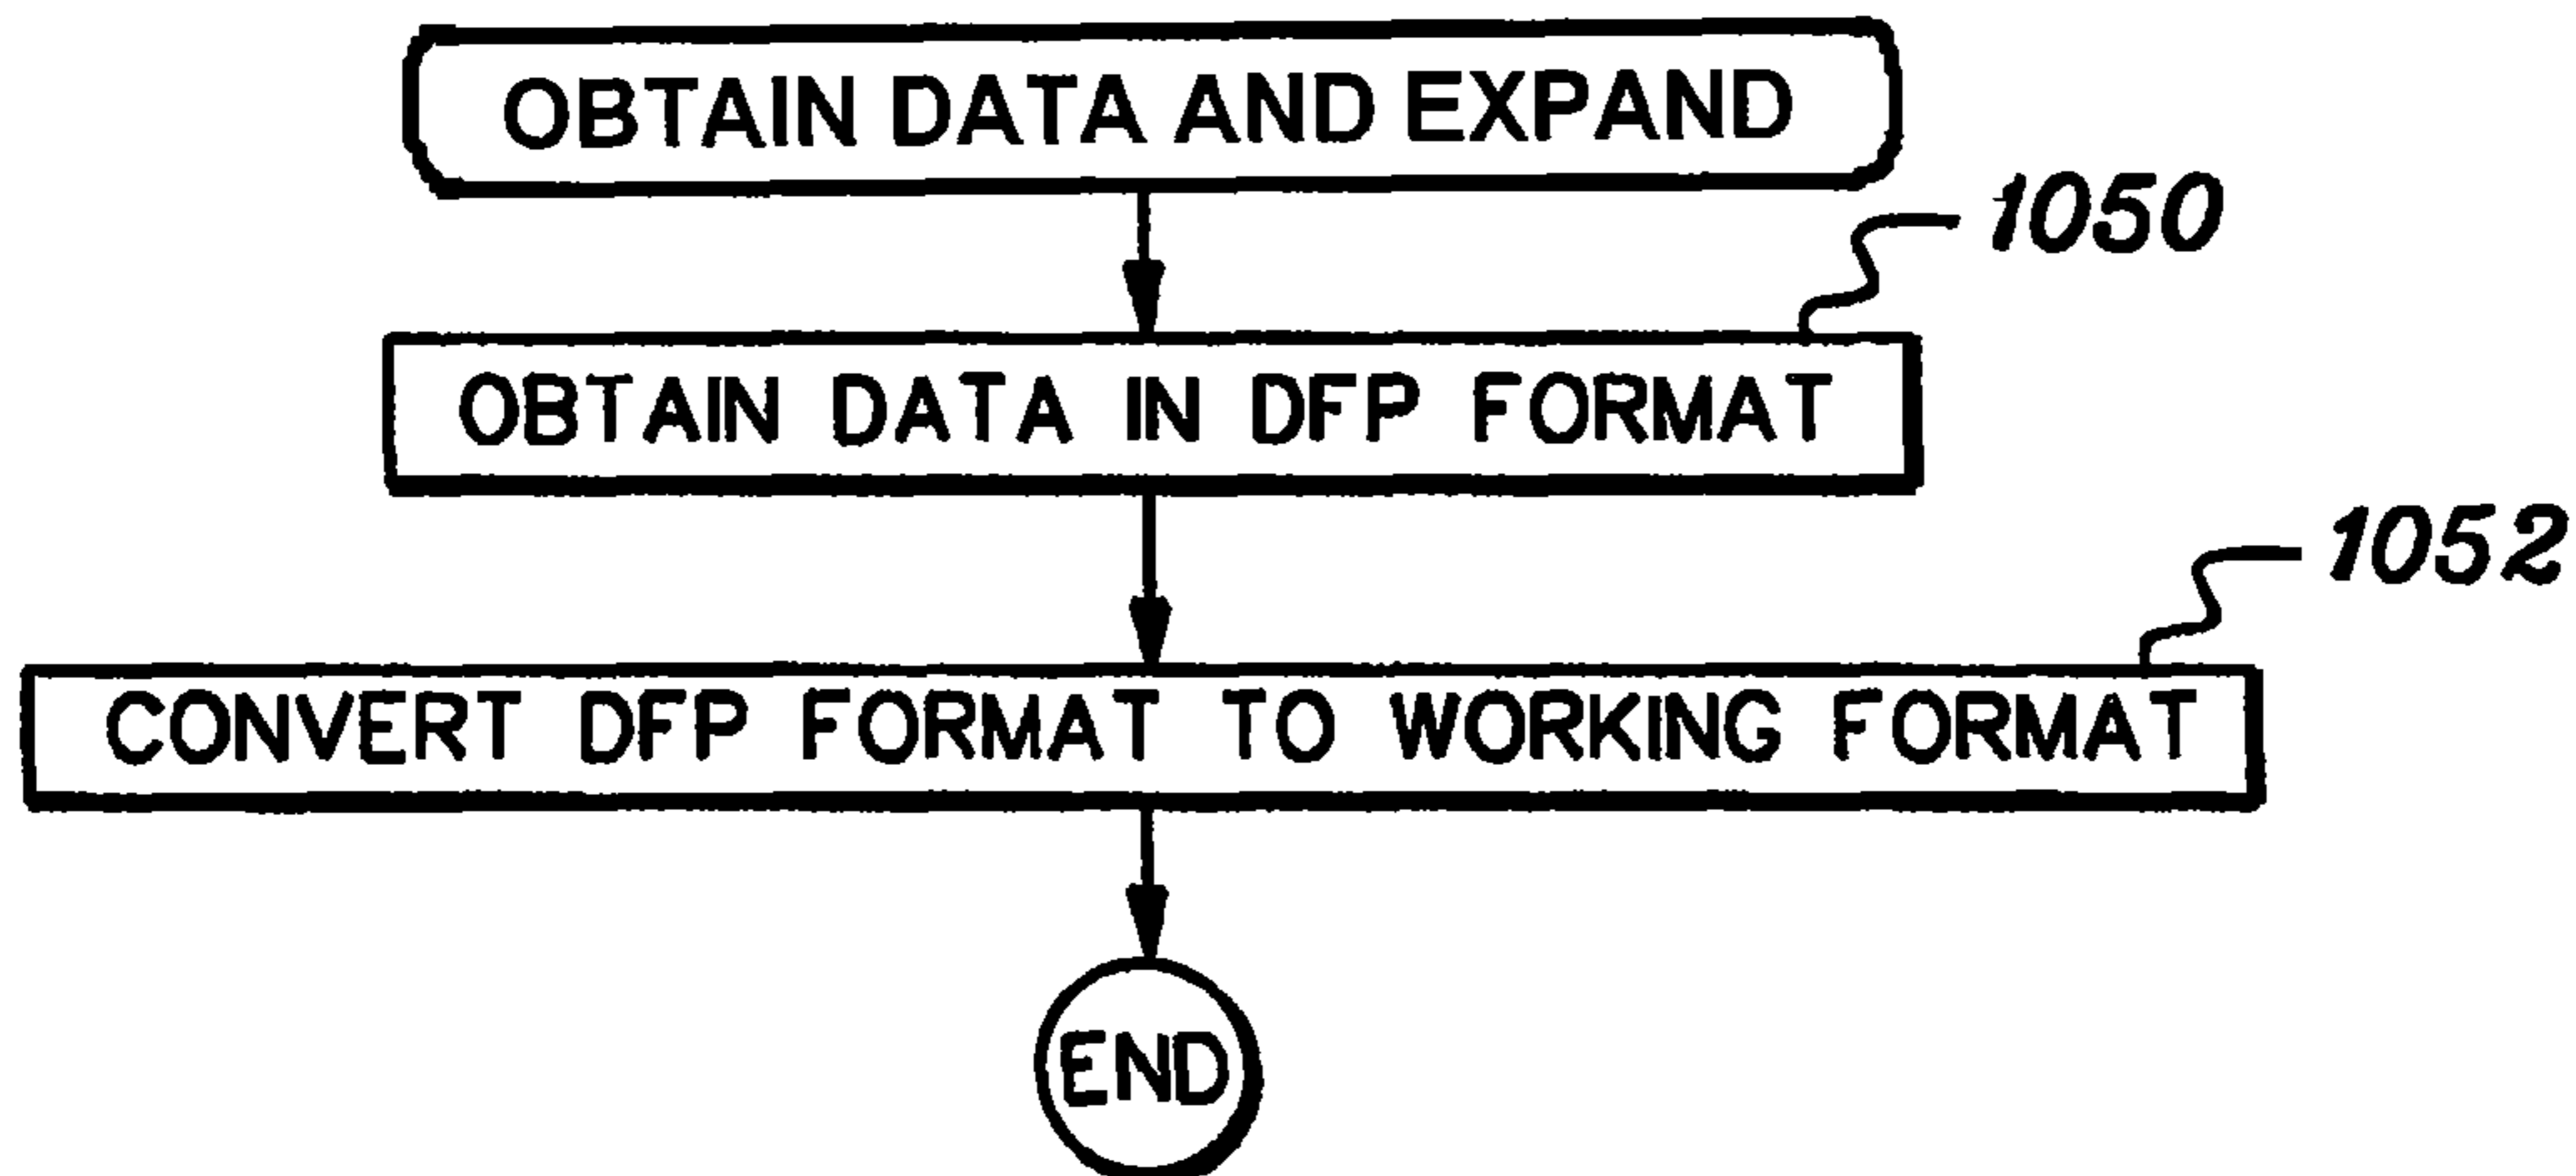 OBTAIN DATA AND EXPAND
1050
OBTAIN DATA IN DFP FORMAT
1052
CONVERT DFP FORMAT TO WORKING FORMAT
END